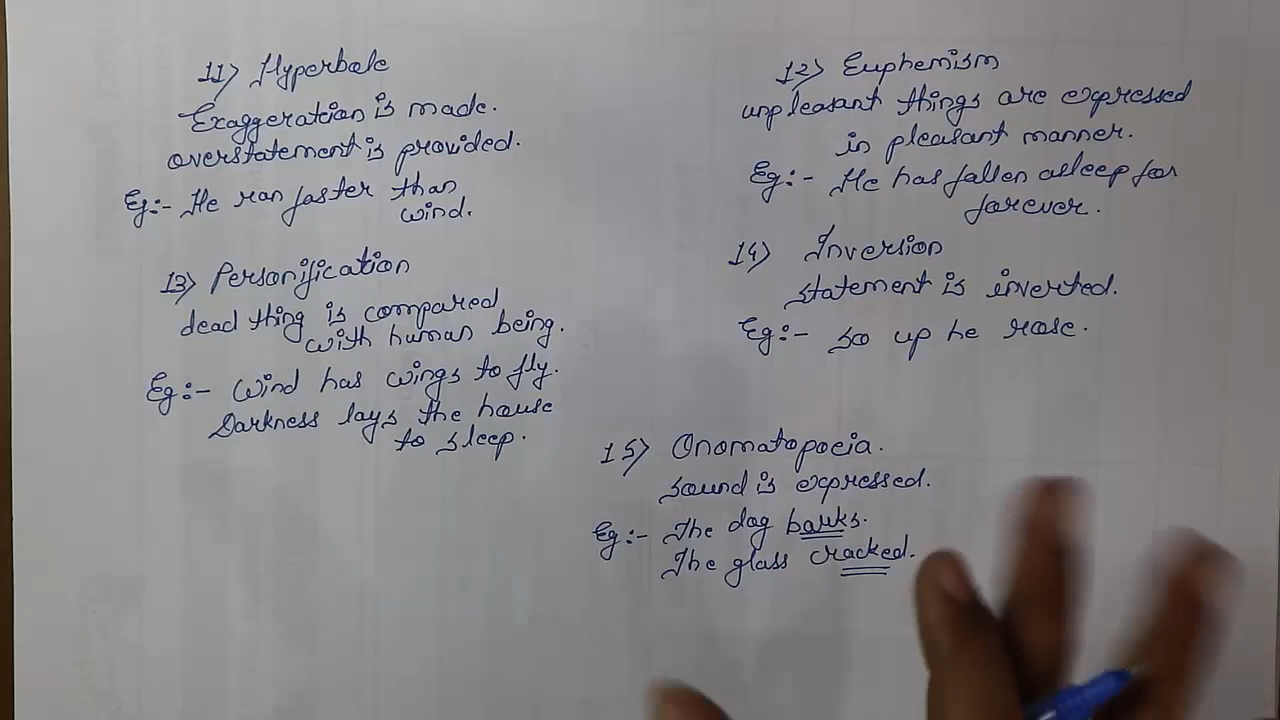 11) Hyperbole
Exaggeration is made.
overstatement is provided.
Eg:- He ran faster than
wind.
12) Euphemism
unpleasant things are expressed
in pleasant manner.
Eg:- He has fallen asleep for
forever.
13) Personification
dead thing is compared
with human being.
Eg:- Wind has wings to fly.
Darkness lays the house
to sleep.
14) Inversion
statement is inverted.
Eg:- So up he rose.
15) Onomatopoeia.
Sound is expressed.
Eg:- The dog barks.
The glass cracked.